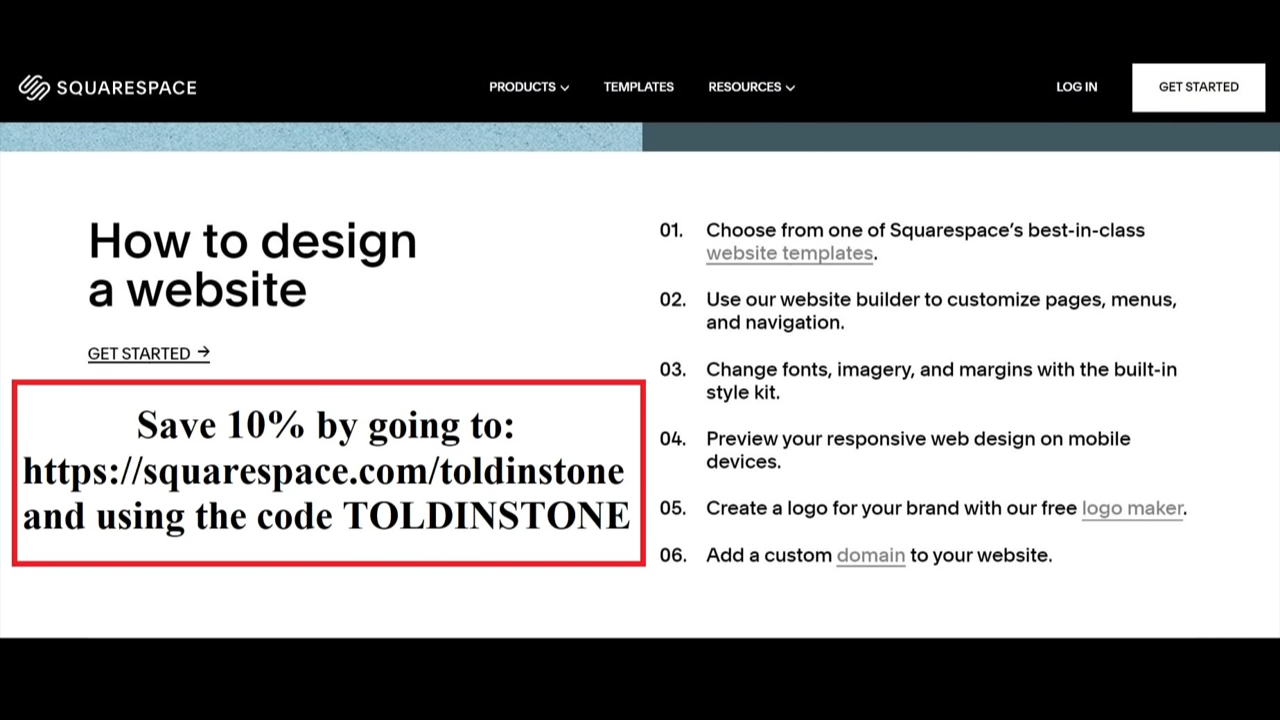 SQUARESPACE
PRODUCTS
TEMPLATES
RESOURCES
LOG IN
GET STARTED
How to design
a website
GET STARTED →
Save 10% by going to:
https://squarespace.com/toldinstone
and using the code TOLDINSTONE
01. Choose from one of Squarespace’s best-in-class
website templates.
02. Use our website builder to customize pages, menus,
and navigation.
03. Change fonts, imagery, and margins with the built-in
style kit.
04. Preview your responsive web design on mobile
devices.
05. Create a logo for your brand with our free logo maker.
06. Add a custom domain to your website.